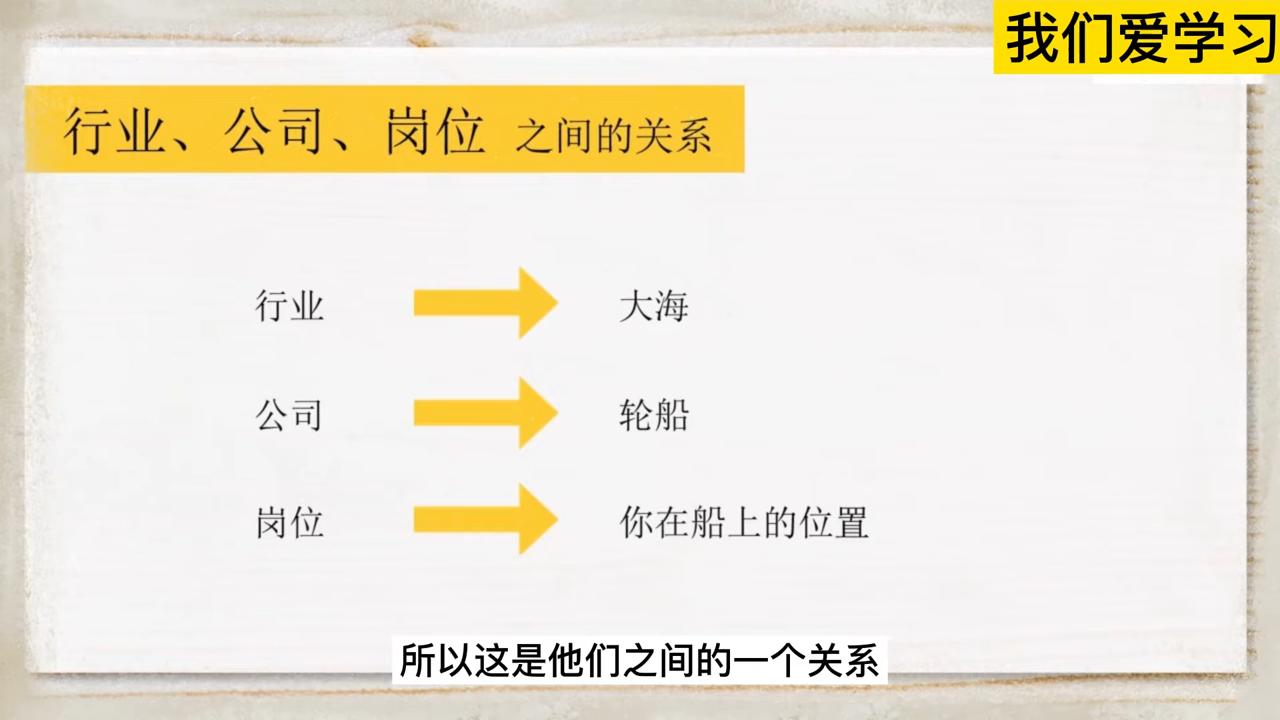 我们爱学习
行业、公司、岗位 之间的关系
行业 大海
公司 轮船
岗位 你在船上的位置
所以这是他们之间的一个关系